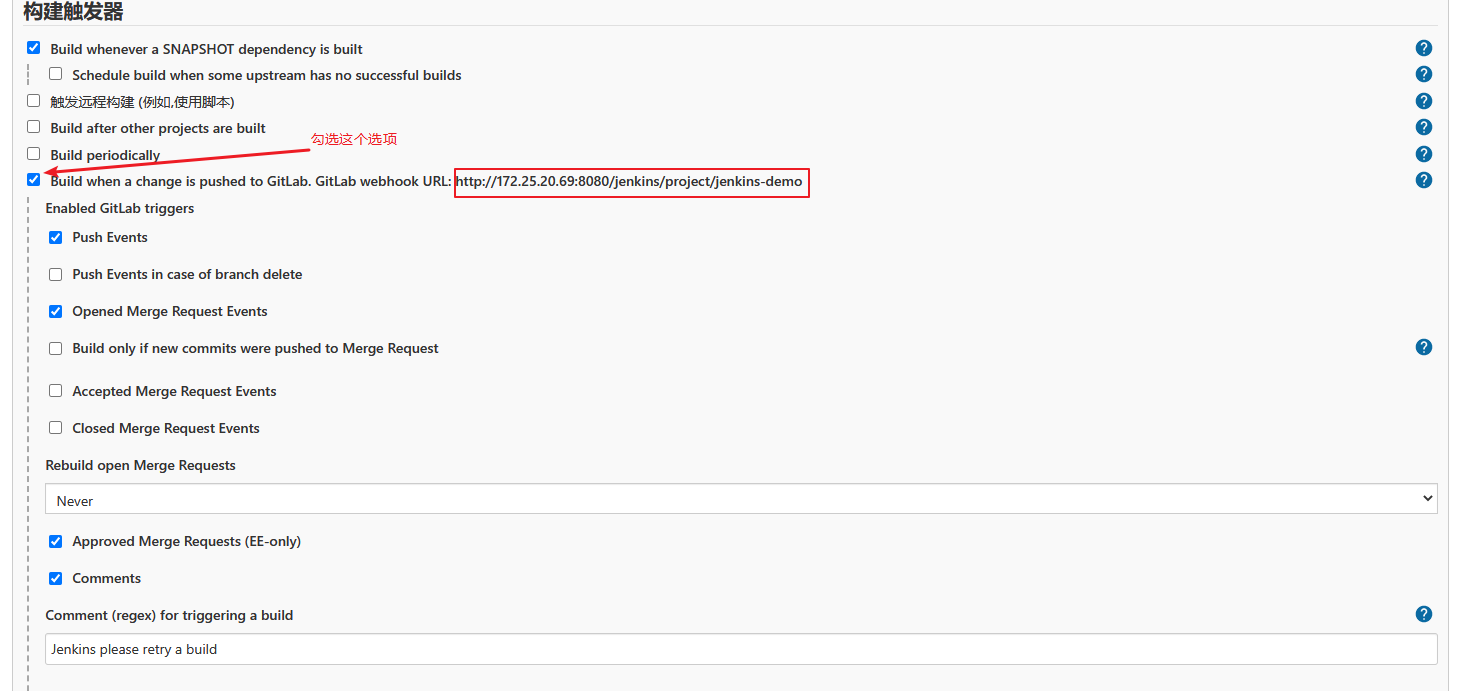 构建触发器
Build whenever a SNAPSHOT dependency is built
Schedule build when some upstream has no successful builds
触发远程构建 (例如,使用脚本)
Build after other projects are built
勾选这个选项
Build periodically
Build when a change is pushed to GitLab. GitLab webhook URL: http://172.25.20.69:8080/jenkins/project/jenkins-demo
Enabled GitLab triggers
Push Events
Push Events in case of branch delete
Opened Merge Request Events
Build only if new commits were pushed to Merge Request
Accepted Merge Request Events
Closed Merge Request Events
Rebuild open Merge Requests
Never
Approved Merge Requests (EE-only)
Comments
Comment (regex) for triggering a build
Jenkins please retry a build